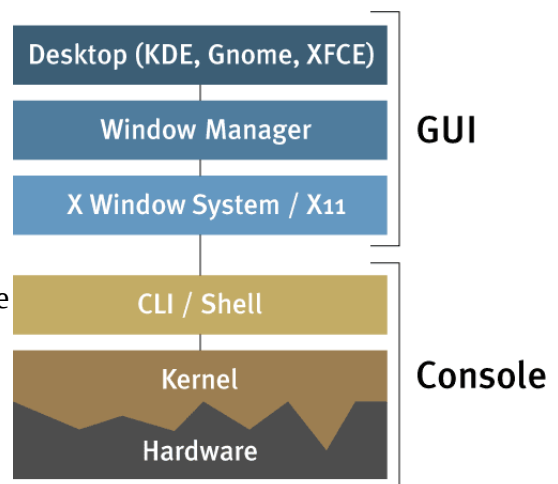 Desktop (KDE, Gnome, XFCE)
Window Manager
GUI
X Window System / X11
e
CLI / Shell
Kernel
Console
Hardware